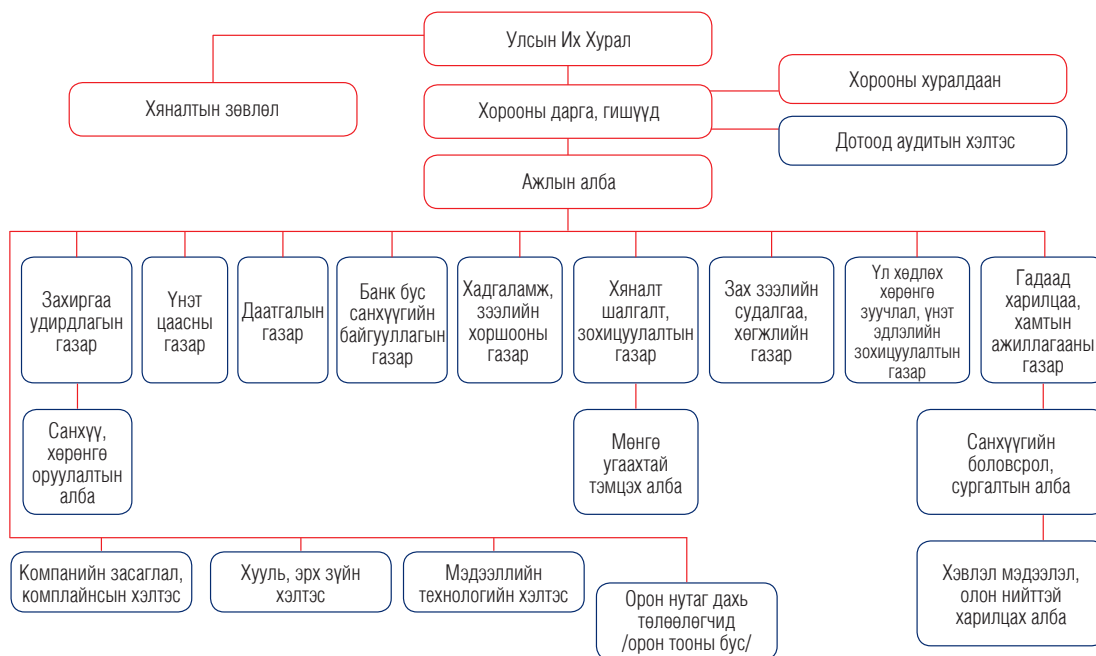 Улсын Их Хурал
Хяналтын зөвлөл
Хорооны дарга, гишүүд
Хорооны хуралдаан
Дотоод аудитын хэлтэс
Ажлын алба
Захиргаа
удирдлагын
газар
Үнэт
цаасны
газар
Даатгалын
газар
Банк бус
санхүүгийн
байгууллагын
газар
Хадгаламж,
зээлийн
хоршооны
газар
Хяналт
шалгалт,
зохицуулалтын
газар
Зах зээлийн
судалгаа,
хөгжлийн
газар
Үл хөдлөх
хөрөнгө
зуучлал, үнэт
эдлэлийн
зохицуулалтын
газар
Гадаад
харилцаа,
хамтын
ажиллагааны
газар
Санхүү,
хөрөнгө
оруулалтын
алба
Мөнгө
угаахтай
тэмцэх алба
Санхүүгийн
боловсрол,
сургалтын алба
Компанийн засаглал,
комплайнсын хэлтэс
Хууль, эрх зүйн
хэлтэс
Мэдээллийн
технологийн хэлтэс
Орон нутаг дахь
төлөөлөгчид
/орон тооны бус/
Хэвлэл мэдээлэл,
олон нийттэй
харилцах алба